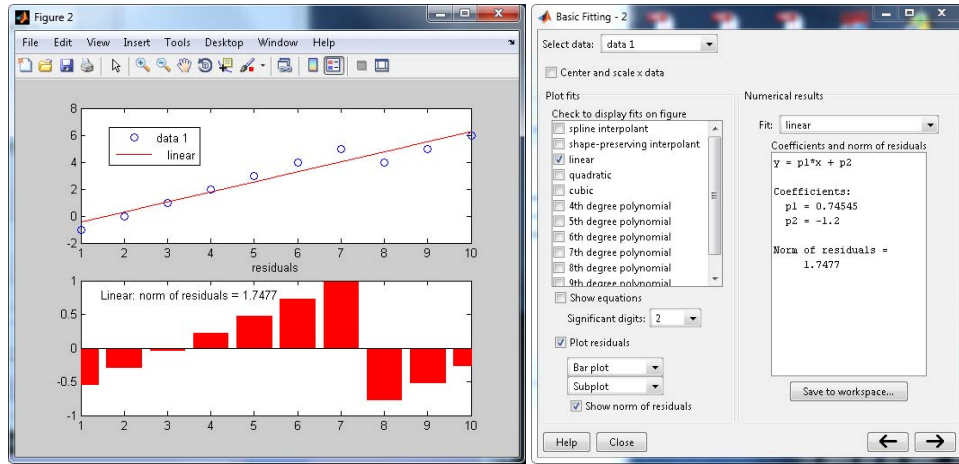 Figure 2
File Edit View Insert Tools Desktop Window Help
8
6
4
2
0
-2
data 1
linear
1 2 3 4 5 6 7 8 9 10
residuals
1
0.5
0
-0.5
-1
Linear: norm of residuals = 1.7477
1 2 3 4 5 6 7 8 9 10
Basic Fitting - 2
Select data: data 1
Center and scale x data
Plot fits
Check to display fits on figure
spline interpolant
shape-preserving interpolant
linear
quadratic
cubic
4th degree polynomial
5th degree polynomial
6th degree polynomial
7th degree polynomial
8th degree polynomial
9th degree polynomial
Show equations
Significant digits: 2
Plot residuals
Bar plot
Subplot
Show norm of residuals
Help Close
Numerical results
Fit: linear
Coefficients and norm of residuals
y = p1*x + p2
Coefficients:
p1 = 0.74545
p2 = -1.2
Norm of residuals =
1.7477
Save to workspace...